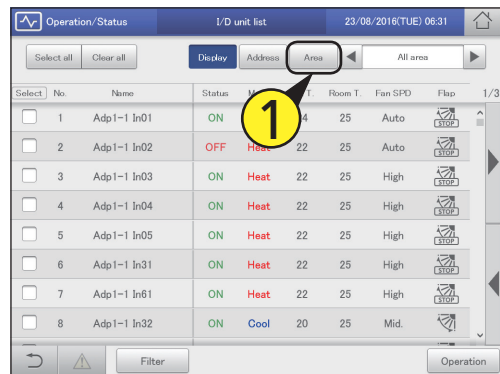 Operation/Status I/D unit list 23/08/2016(TUE) 06:31
Select all Clear all Display Address Area All area
Select No. Name Status Room T. Fan SPD Flap 1/3
1 Adp1-1 In01 ON 25 Auto STOP
2 Adp1-1 In02 OFF Heat 22 25 Auto STOP
3 Adp1-1 In03 ON Heat 22 25 High STOP
4 Adp1-1 In04 ON Heat 22 25 High STOP
5 Adp1-1 In05 ON Heat 22 25 High STOP
6 Adp1-1 In31 ON Heat 22 25 High STOP
7 Adp1-1 In61 ON Heat 22 25 High STOP
8 Adp1-1 In32 ON Cool 20 25 Mid.
Filter Operation
1